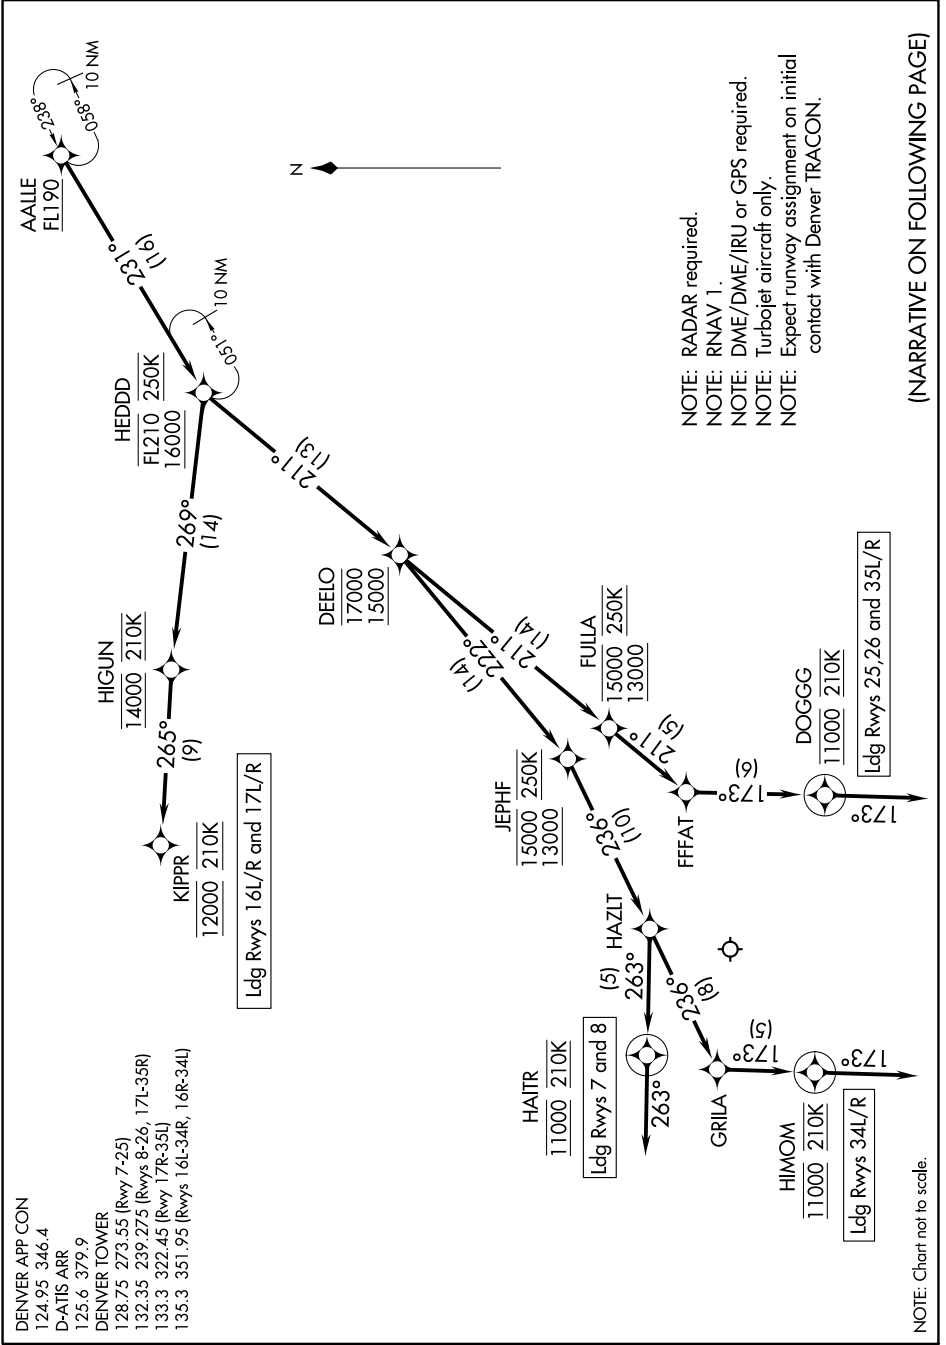 DENVER APP CON
124.95 346.4
D-ATIS ARR
125.6 379.9
DENVER TOWER
128.75 273.55 (Rwy 7-25)
132.35 239.275 (Rwys 8-26, 17L-35R)
133.3 322.45 (Rwy 17R-35L)
135.3 351.95 (Rwys 16L-34R, 16R-34L)
AALLE
FL190
238°
058°
10 NM
231°
(16)
HEDDD
FL210 250K
16000
051°
10 NM
269°
(14)
HIGUN
14000 210K
265°
(9)
KIPPR
12000 210K
Ldg Rwys 16L/R and 17L/R
N
211°
(13)
DEELO
17000
15000
222°
(14)
211°
(14)
JEPHF
15000 250K
13000
FULLA
15000 250K
13000
236°
(10)
211°
(5)
HAZLT
FFFAT
263°
(5)
HAITR
11000 210K
Ldg Rwys 7 and 8
263°
236°
(8)
GRILA
173°
(5)
HIMOM
11000 210K
Ldg Rwys 34L/R
173°
173°
(6)
DOGGG
11000 210K
Ldg Rwys 25,26 and 35L/R
173°
NOTE: RADAR required.
NOTE: RNAV 1.
NOTE: DME/DME/IRU or GPS required.
NOTE: Turbojet aircraft only.
NOTE: Expect runway assignment on initial
contact with Denver TRACON.
NOTE: Chart not to scale.
(NARRATIVE ON FOLLOWING PAGE)